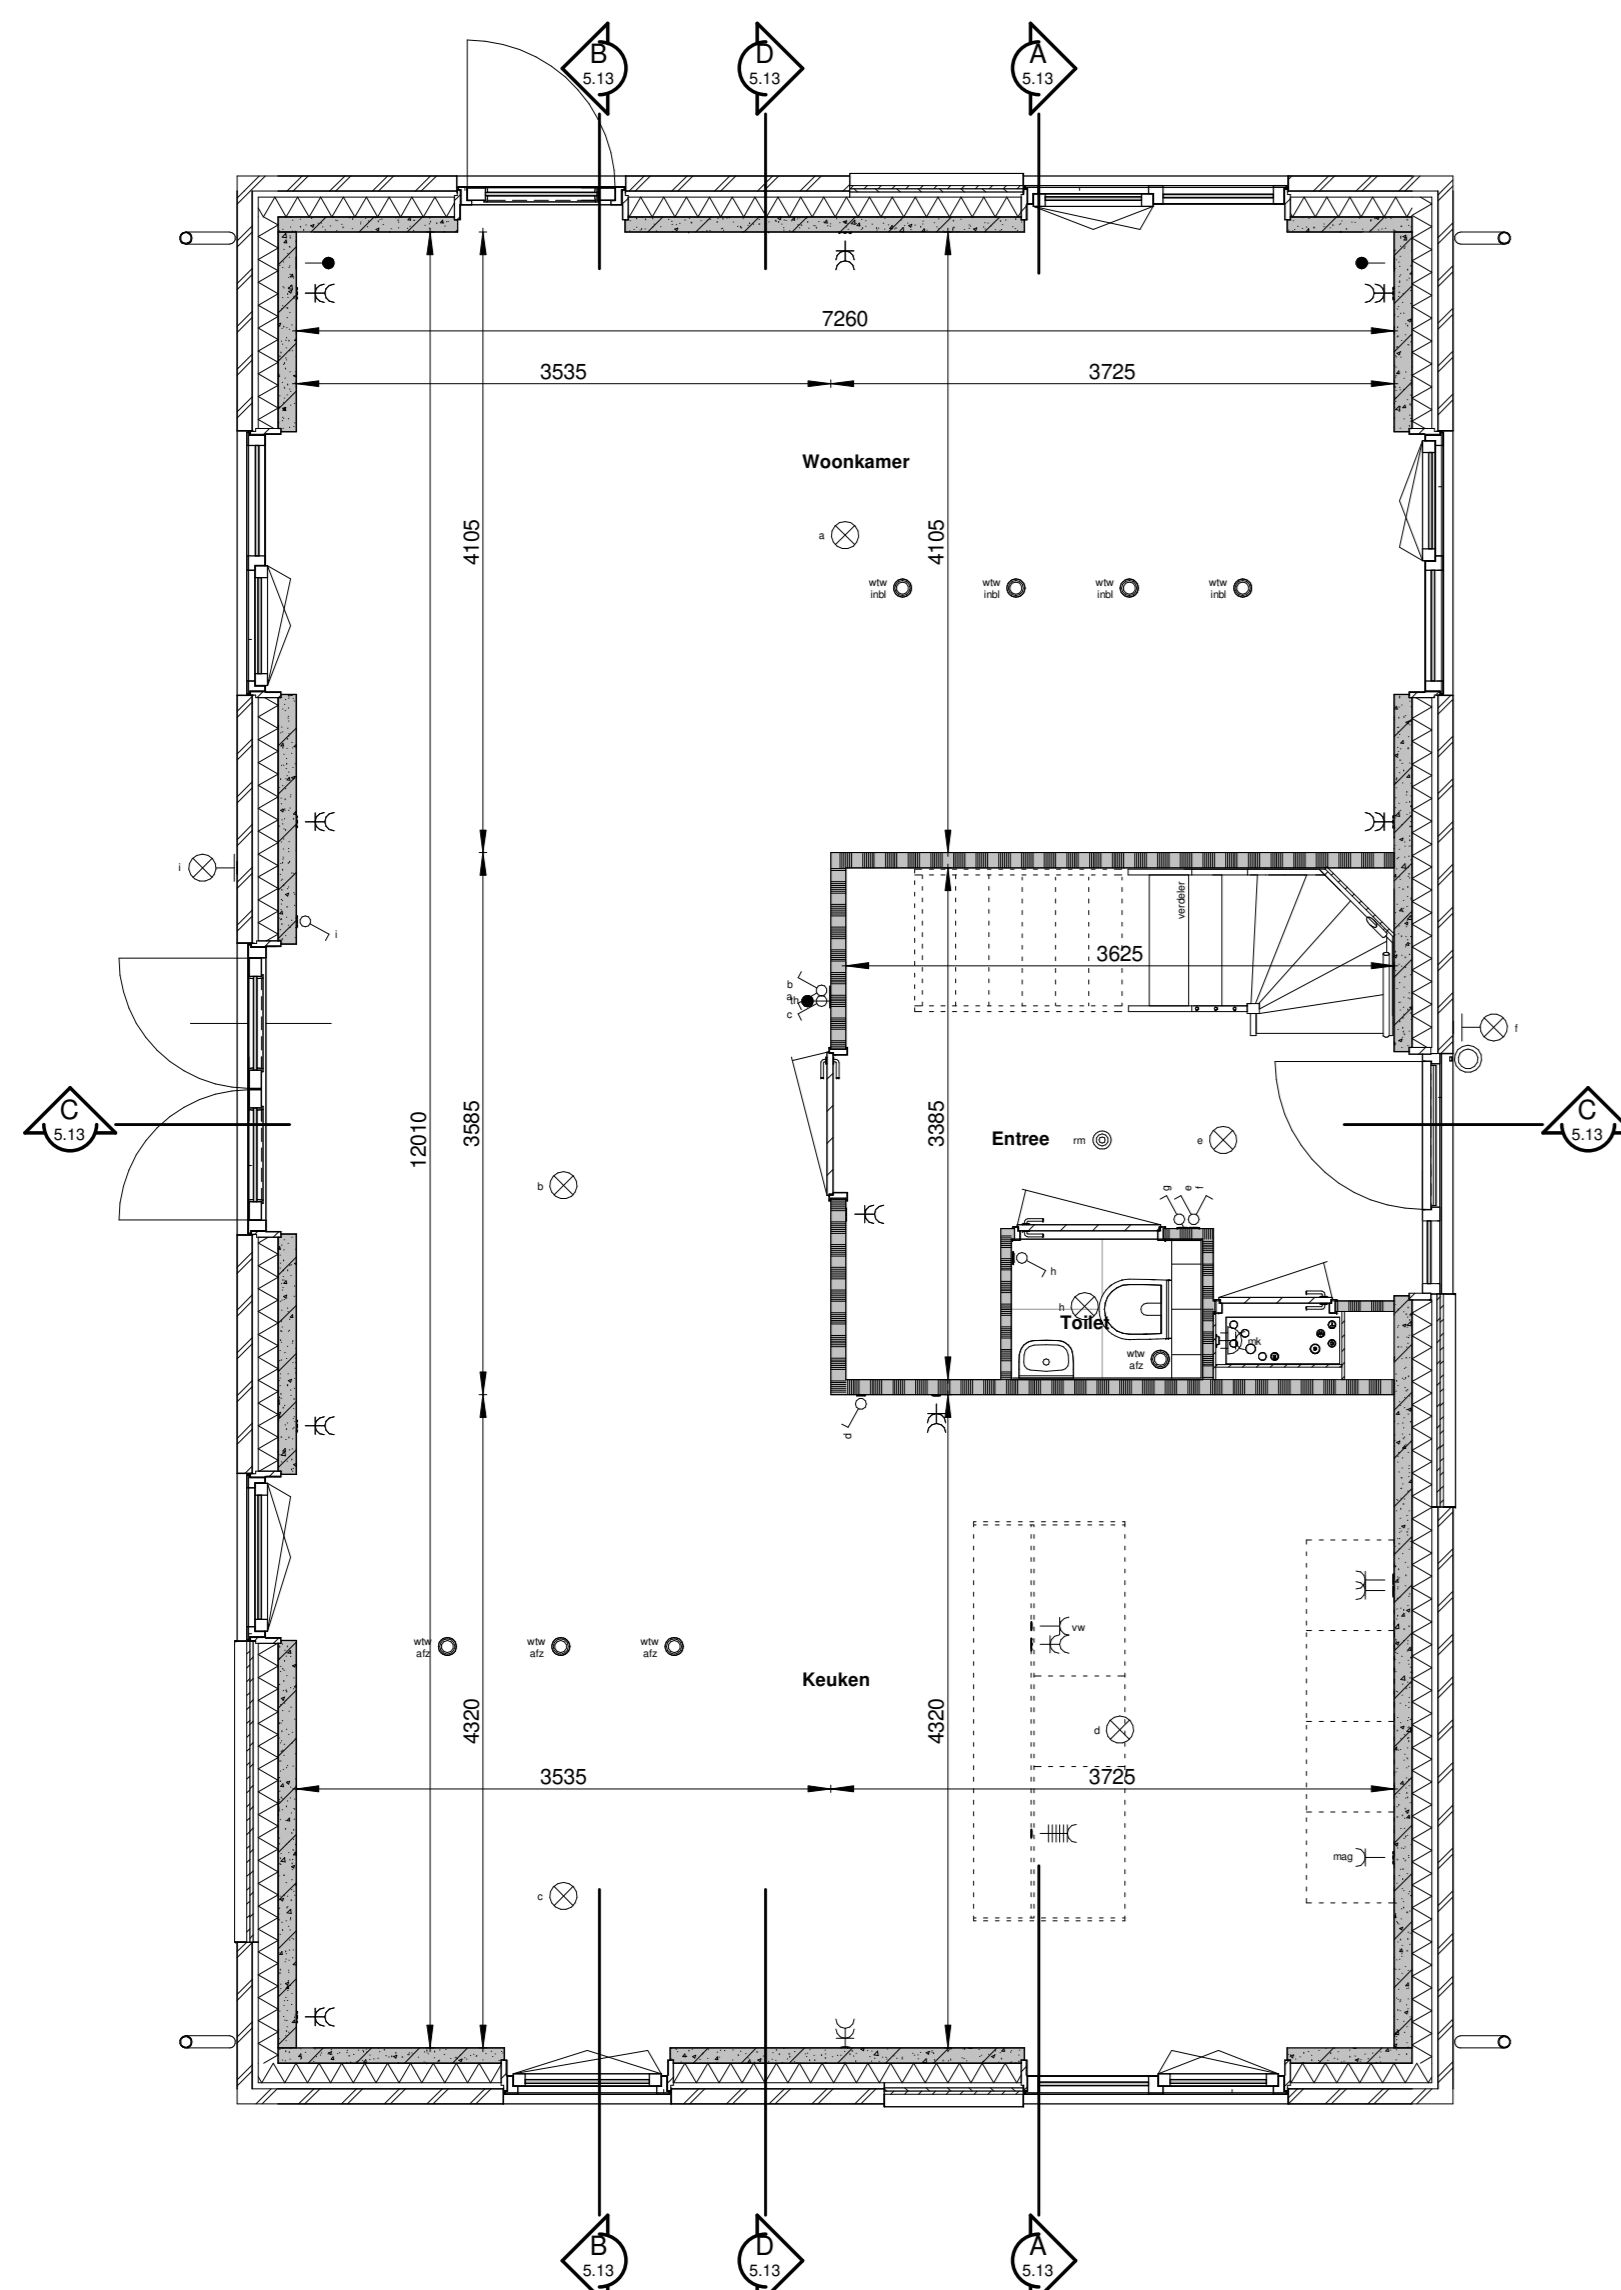 B
5.13
D
5.13
A
5.13
7260
3535
3725
Woonkamer
4105
4105
a
wtw
inbl
wtw
inbl
wtw
inbl
wtw
inbl
i
verdeler
i
3625
b
a
th
c
f
C
5.13
C
5.13
12010
3585
3385
Entree
rm
e
b
g
e
f
h
h
Toilet
mk
wtw
afz
d
vw
wtw
afz
wtw
afz
wtw
afz
Keuken
4320
4320
d
3535
3725
mag
c
B
5.13
D
5.13
A
5.13